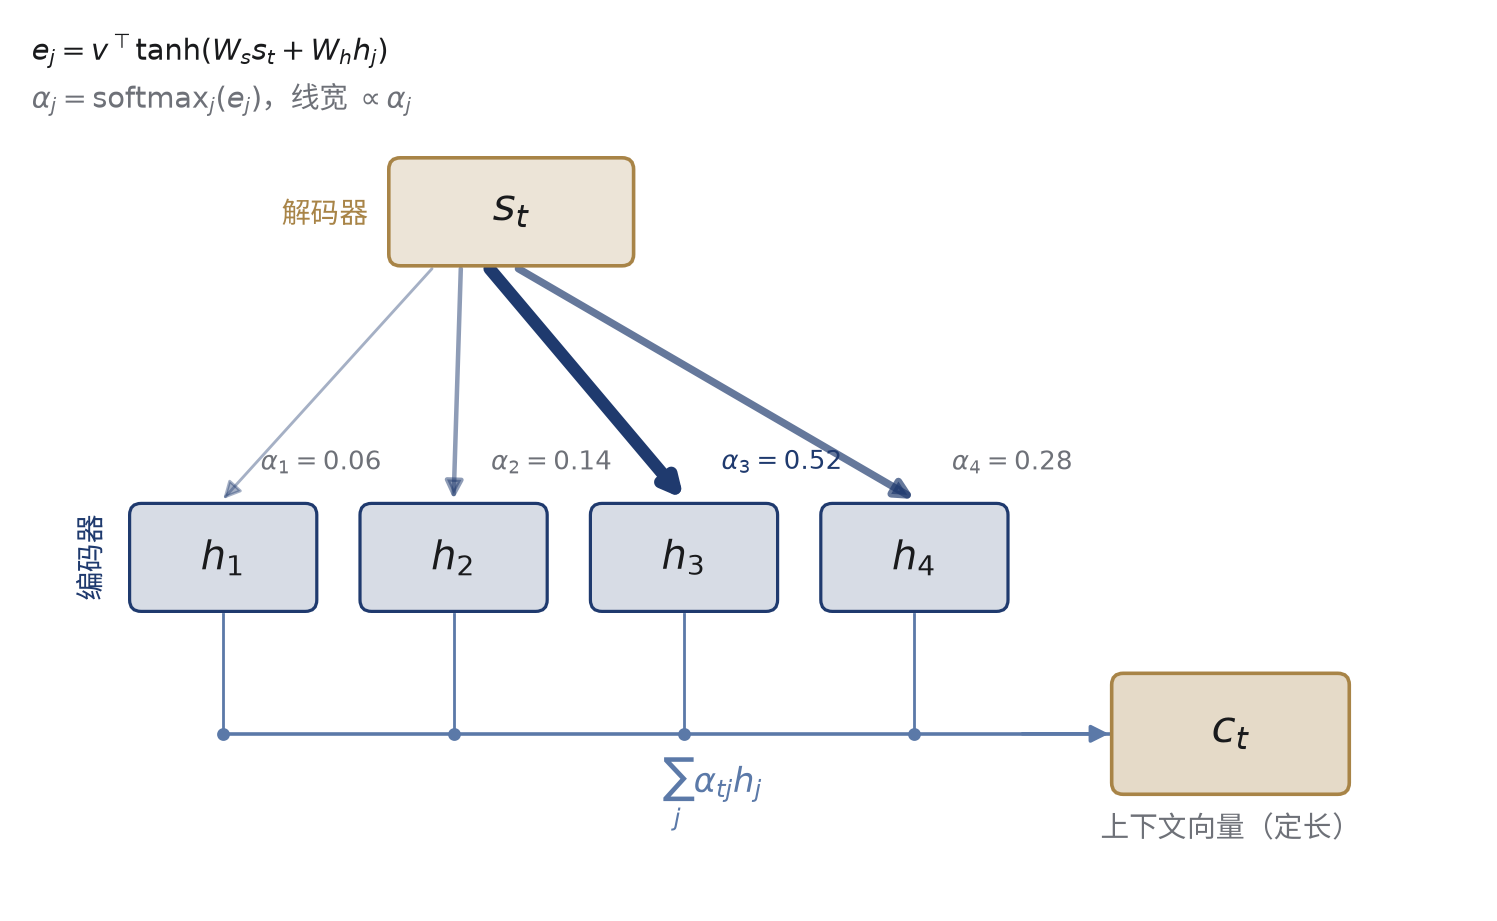 e_j = v^⊤ tanh(W_s s_t + W_h h_j)
α_j = softmax_j(e_j)，线宽 ∝ α_j
解码器
s_t
α_1 = 0.06
α_2 = 0.14
α_3 = 0.52
α_4 = 0.28
编码器
h_1
h_2
h_3
h_4
c_t
∑_j α_{tj} h_j
上下文向量（定长）